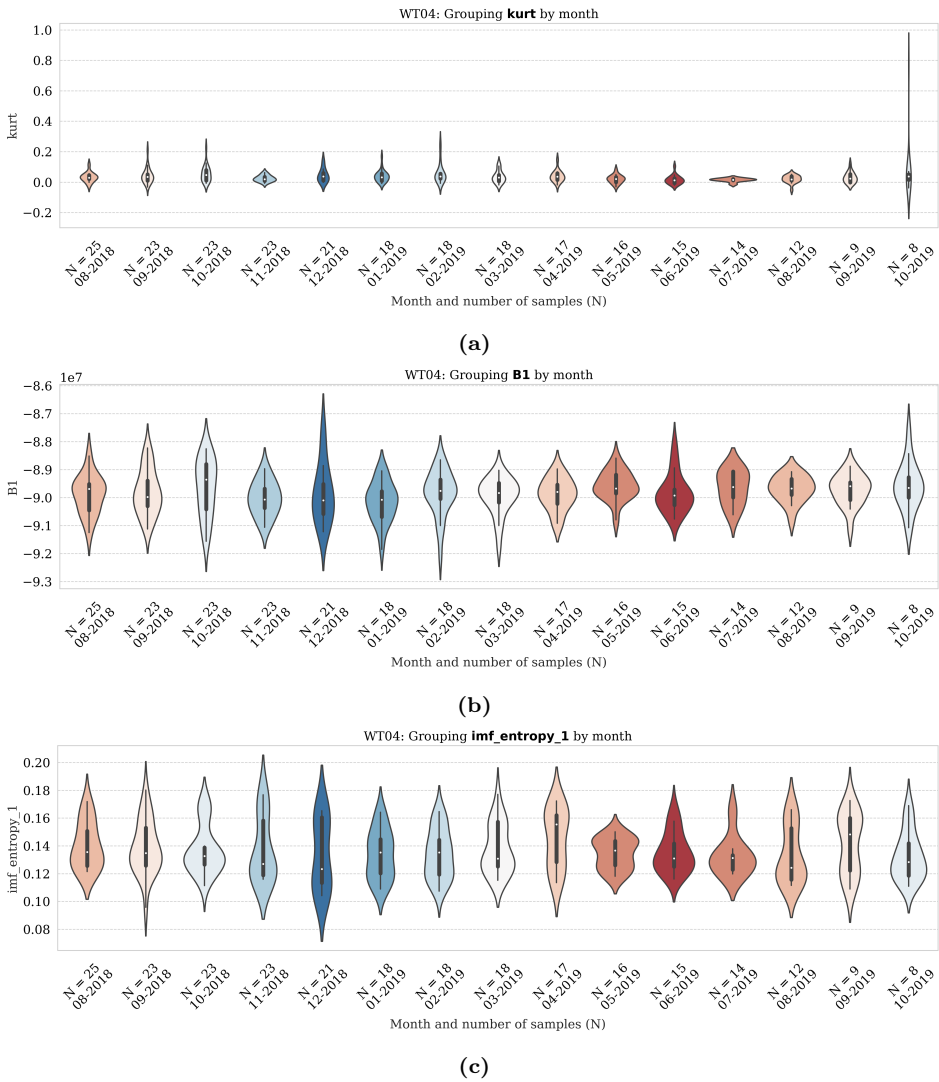 WT04: Grouping kurt by month
1.0
0.8
0.6
0.4
0.2
0.0
−0.2
kurt
N = 25
08-2018
N = 23
09-2018
N = 23
10-2018
N = 23
11-2018
N = 21
12-2018
N = 18
01-2019
N = 18
02-2019
N = 18
03-2019
N = 17
04-2019
N = 16
05-2019
N = 15
06-2019
N = 14
07-2019
N = 12
08-2019
N = 9
09-2019
N = 8
10-2019
Month and number of samples (N)
(a)
WT04: Grouping B1 by month
1e7
−8.6
−8.7
−8.8
−8.9
−9.0
−9.1
−9.2
−9.3
B1
N = 25
08-2018
N = 23
09-2018
N = 23
10-2018
N = 23
11-2018
N = 21
12-2018
N = 18
01-2019
N = 18
02-2019
N = 18
03-2019
N = 17
04-2019
N = 16
05-2019
N = 15
06-2019
N = 14
07-2019
N = 12
08-2019
N = 9
09-2019
N = 8
10-2019
Month and number of samples (N)
(b)
WT04: Grouping imf_entropy_1 by month
0.20
0.18
0.16
0.14
0.12
0.10
0.08
imf_entropy_1
N = 25
08-2018
N = 23
09-2018
N = 23
10-2018
N = 23
11-2018
N = 21
12-2018
N = 18
01-2019
N = 18
02-2019
N = 18
03-2019
N = 17
04-2019
N = 16
05-2019
N = 15
06-2019
N = 14
07-2019
N = 12
08-2019
N = 9
09-2019
N = 8
10-2019
Month and number of samples (N)
(c)